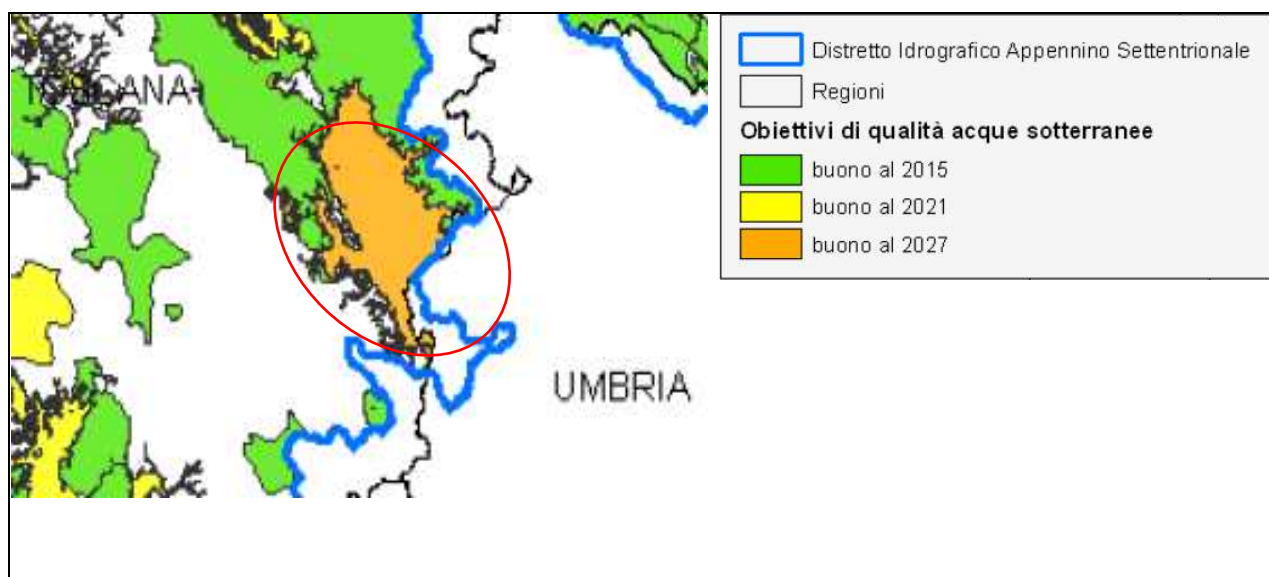 TOSCANA
UMBRIA
Distretto Idrografico Appennino Settentrionale
Regioni
Obiettivi di qualità acque sotterranee
buono al 2015
buono al 2021
buono al 2027